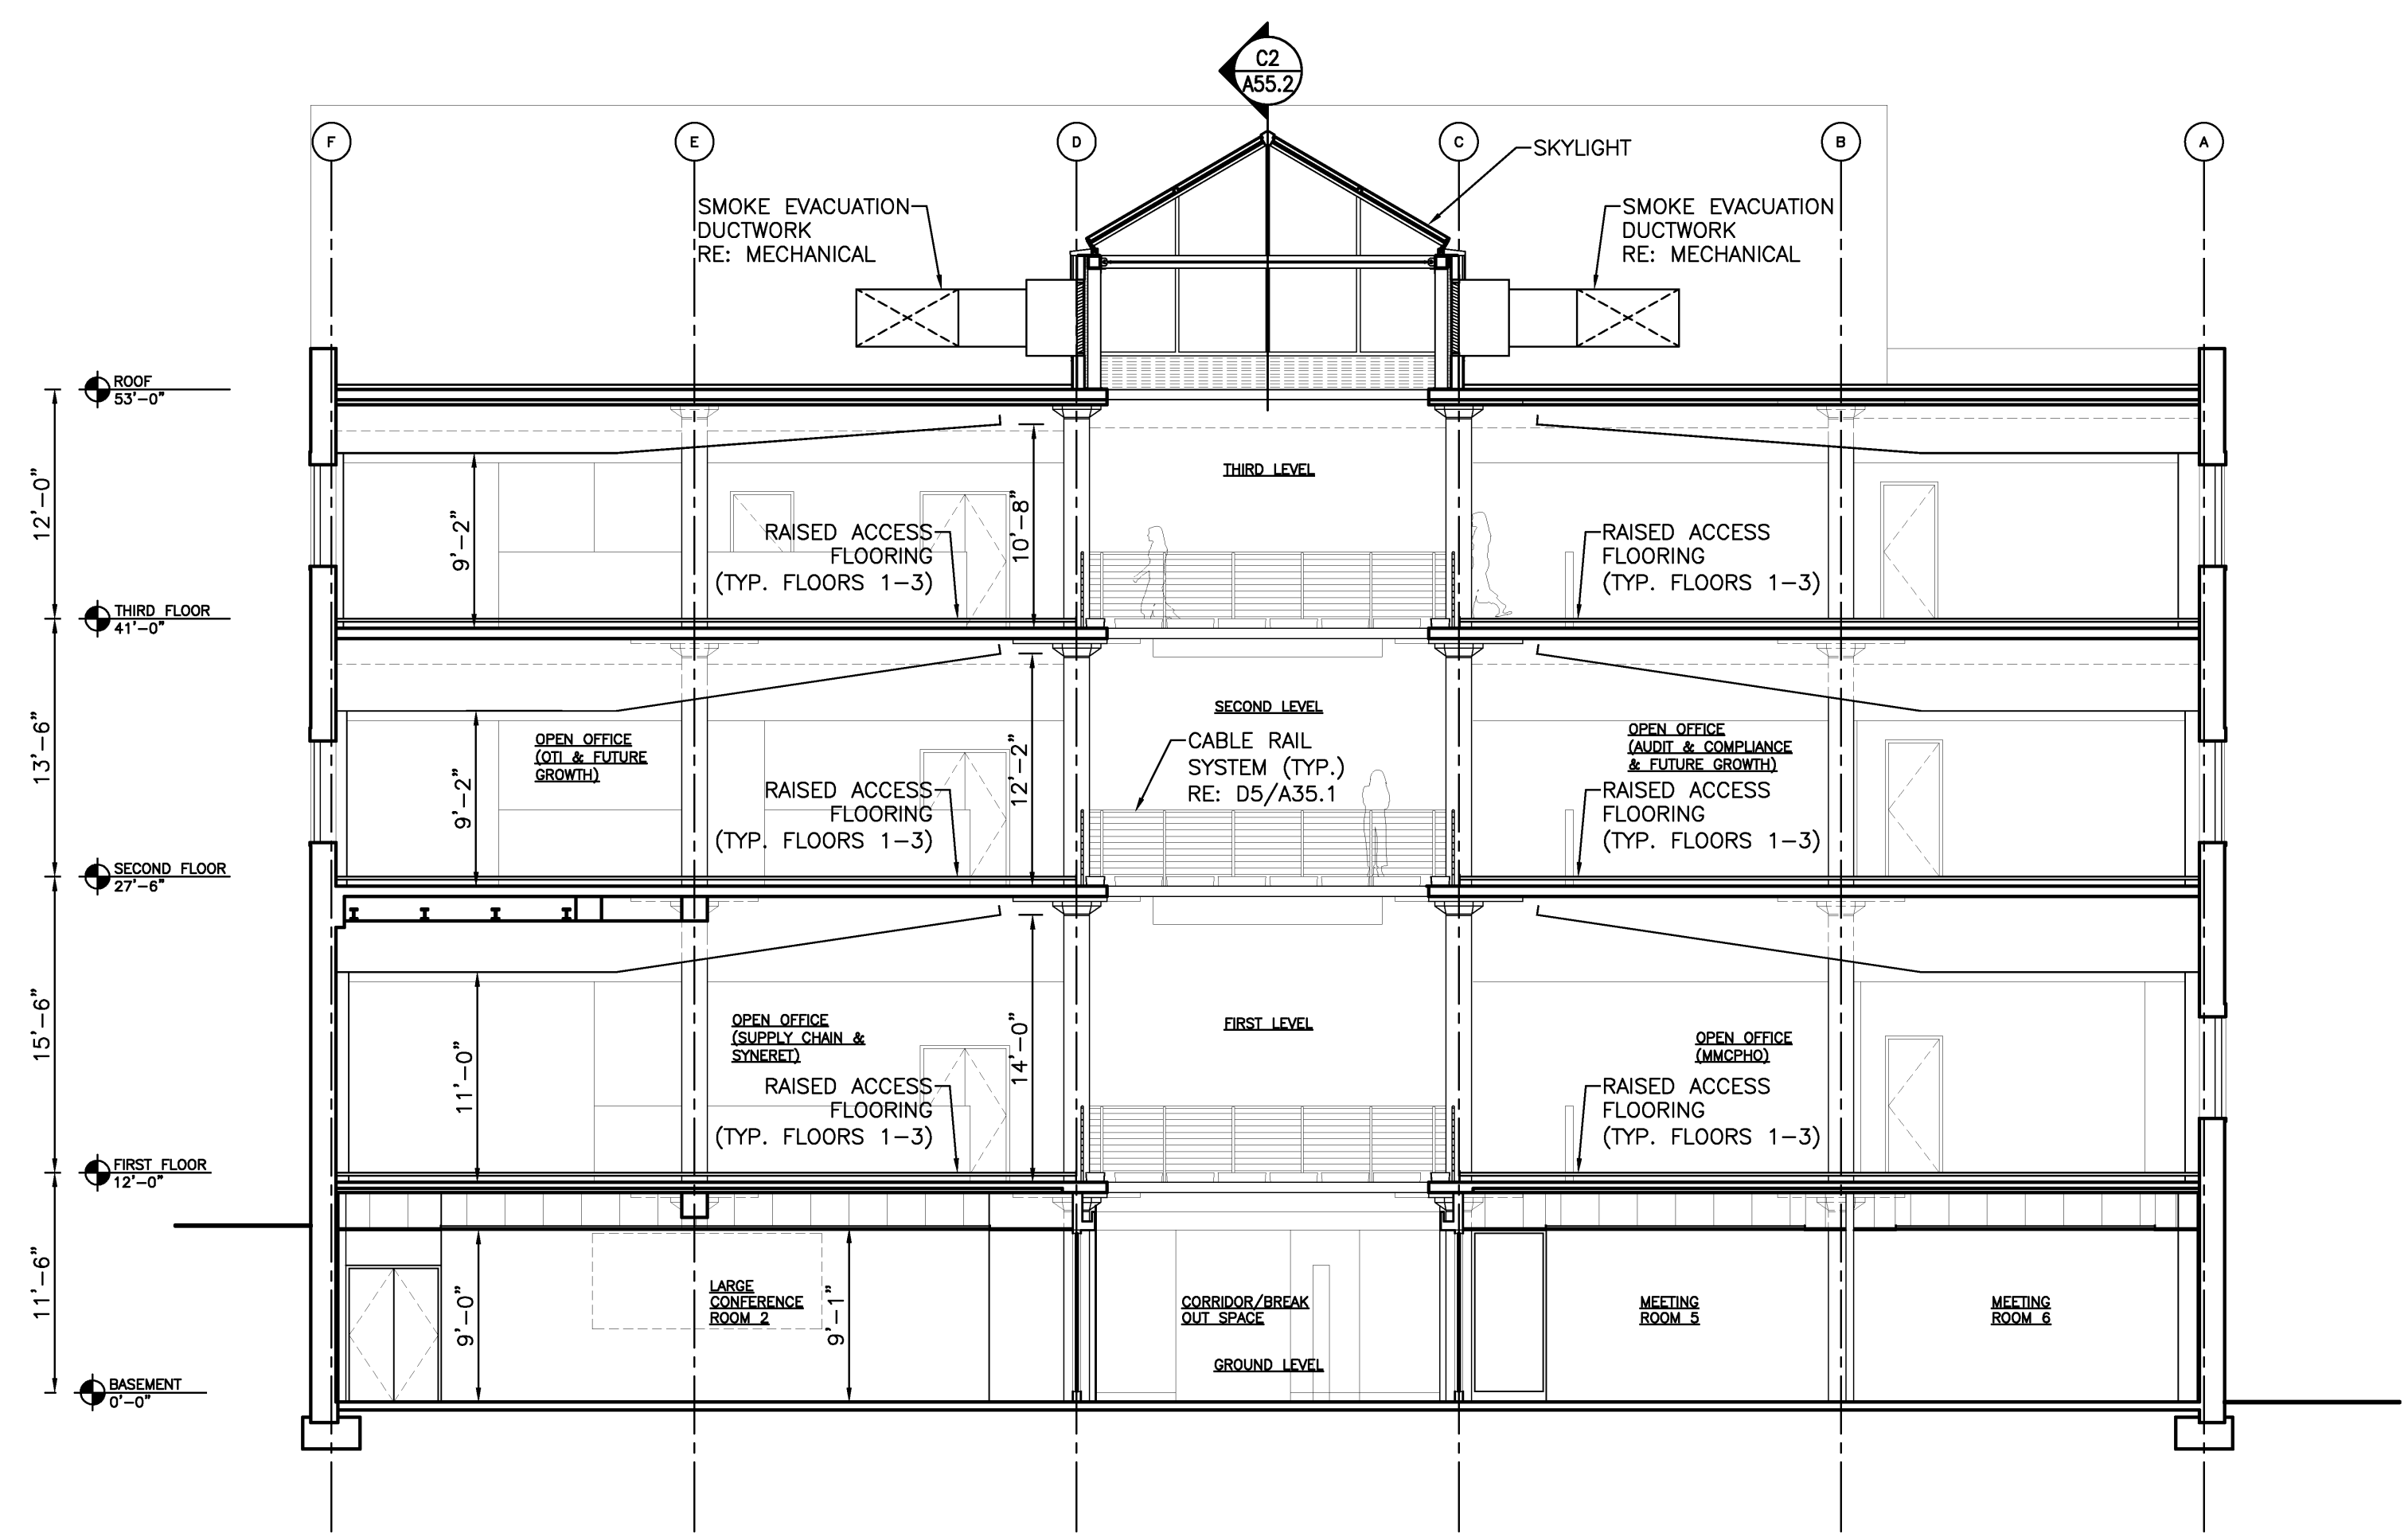 C2
A55.2
F
E
D
C
B
A
SKYLIGHT
SMOKE EVACUATION
DUCTWORK
RE: MECHANICAL
SMOKE EVACUATION
DUCTWORK
RE: MECHANICAL
ROOF
53'-0"
12'-0"
THIRD LEVEL
9'-2"
10'-8"
RAISED ACCESS
FLOORING
(TYP. FLOORS 1-3)
RAISED ACCESS
FLOORING
(TYP. FLOORS 1-3)
THIRD FLOOR
41'-0"
13'-6"
OPEN OFFICE
(OTI & FUTURE
GROWTH)
9'-2"
12'-2"
SECOND LEVEL
CABLE RAIL
SYSTEM (TYP.)
RE: D5/A35.1
OPEN OFFICE
(AUDIT & COMPLIANCE
& FUTURE GROWTH)
RAISED ACCESS
FLOORING
(TYP. FLOORS 1-3)
RAISED ACCESS
FLOORING
(TYP. FLOORS 1-3)
SECOND FLOOR
27'-6"
15'-6"
11'-0"
OPEN OFFICE
(SUPPLY CHAIN &
SYNERET)
14'-0"
FIRST LEVEL
OPEN OFFICE
(MMCPHO)
RAISED ACCESS
FLOORING
(TYP. FLOORS 1-3)
RAISED ACCESS
FLOORING
(TYP. FLOORS 1-3)
FIRST FLOOR
12'-0"
11'-6"
9'-0"
LARGE
CONFERENCE
ROOM 2
9'-1"
CORRIDOR/BREAK
OUT SPACE
GROUND LEVEL
MEETING
ROOM 5
MEETING
ROOM 6
BASEMENT
0'-0"